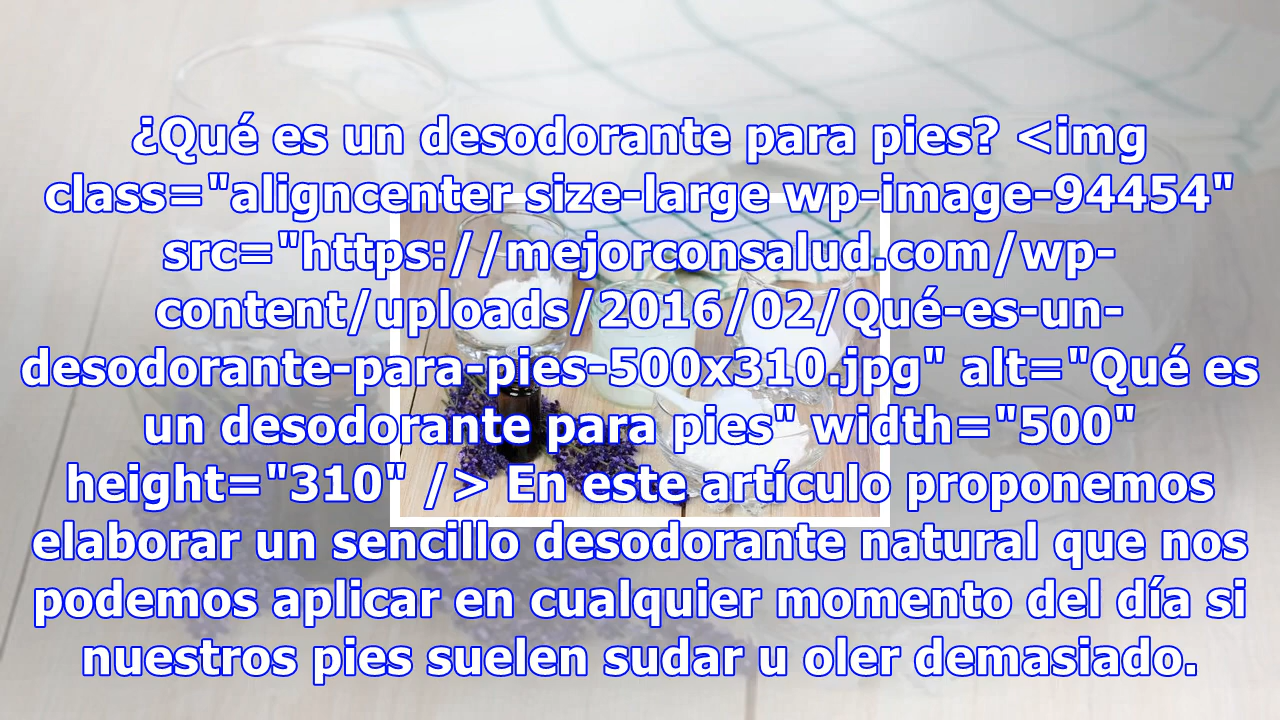 ¿Qué es un desodorante para pies? <img
class="aligncenter size-large wp-image-94454"
src="https://mejorconsalud.com/wp-
content/uploads/2016/02/Qué-es-un-
desodorante-para-pies-500x310.jpg" alt="Qué es
un desodorante para pies" width="500"
height="310" /> En este artículo proponemos
elaborar un sencillo desodorante natural que nos
podemos aplicar en cualquier momento del día si
nuestros pies suelen sudar u oler demasiado.